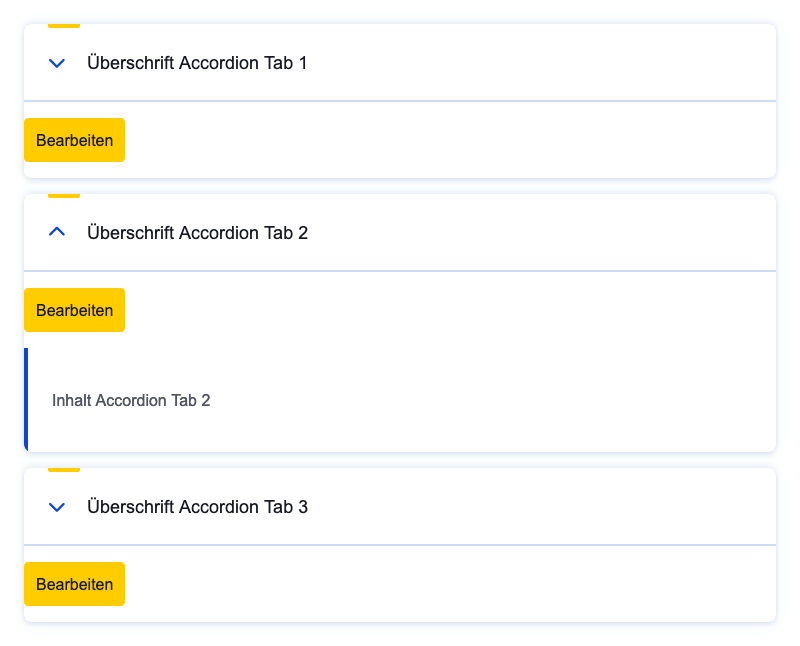 Überschrift Accordion Tab 1
Bearbeiten
Überschrift Accordion Tab 2
Bearbeiten
Inhalt Accordion Tab 2
Überschrift Accordion Tab 3
Bearbeiten